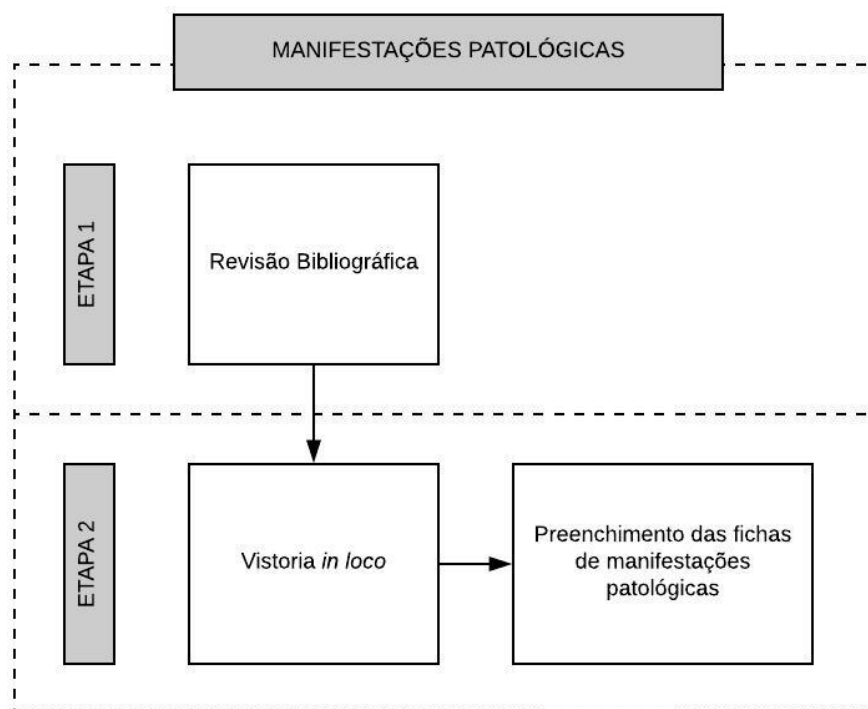 MANIFESTAÇÕES PATOLÓGICAS
ETAPA 1
Revisão Bibliográfica
ETAPA 2
Vistoria in loco
Preenchimento das fichas
de manifestações
patológicas